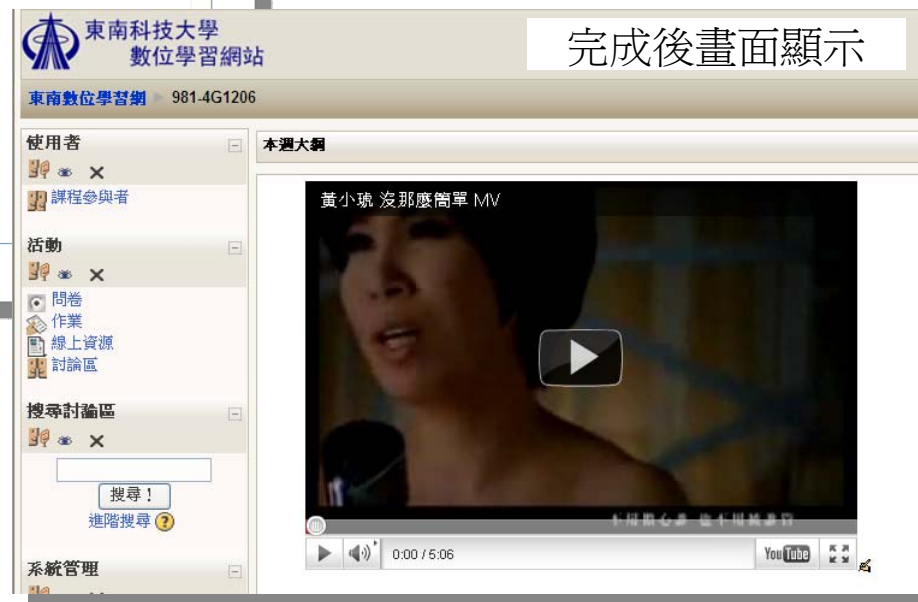 東南科技大學
數位學習網站
完成後畫面顯示
東南數位學習網 ► 981-4G1206
使用者
課程參與者
活動
問卷
作業
線上資源
討論區
搜尋討論區
搜尋！
進階搜尋 ?
系統管理
本週大綱
黃小琥 沒那麼簡單 MV
0:00 / 5:06
YouTube